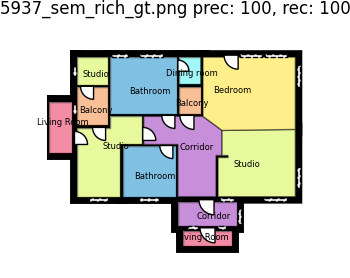 5937_sem_rich_gt.png prec: 100, rec: 100
Studio
Dining room
Bathroom
Bedroom
Balcony
Balcony
Living Room
Studio
Corridor
Studio
Bathroom
Corridor
Living Room